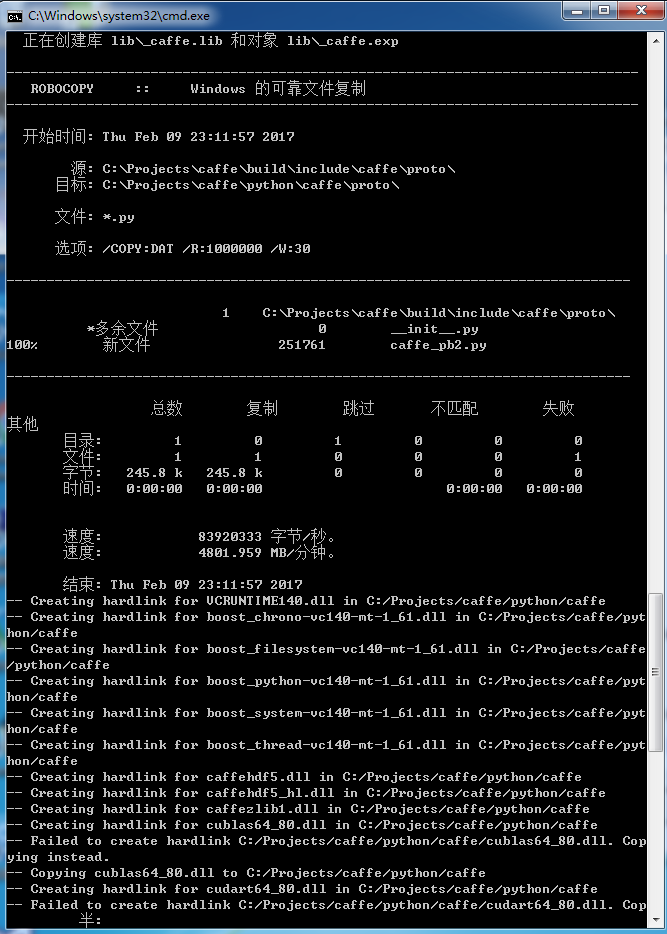 C:\Windows\system32\cmd.exe
正在创建库 lib\_caffe.lib 和对象 lib\_caffe.exp
-------------------------------------------------------------------------------
ROBOCOPY     ::     Windows 的可靠文件复制
-------------------------------------------------------------------------------
开始时间: Thu Feb 09 23:11:57 2017
源: C:\Projects\caffe\build\include\caffe\proto\
目标: C:\Projects\caffe\python\caffe\proto\
文件: *.py
选项: /COPY:DAT /R:1000000 /W:30
------------------------------------------------------------------------------
1    C:\Projects\caffe\build\include\caffe\proto\
*多余文件                    0        __init__.py
100%        新文件                251761        caffe_pb2.py
------------------------------------------------------------------------------
总数        复制        跳过       不匹配        失败
其他
目录:         1         0         1         0         0         0
文件:         1         1         0         0         0         1
字节:   245.8 k   245.8 k         0         0         0         0
时间:   0:00:00   0:00:00                       0:00:00   0:00:00
速度:            83920333 字节/秒。
速度:            4801.959 MB/分钟。
结束: Thu Feb 09 23:11:57 2017
-- Creating hardlink for VCRUNTIME140.dll in C:/Projects/caffe/python/caffe
-- Creating hardlink for boost_chrono-vc140-mt-1_61.dll in C:/Projects/caffe/pyt
hon/caffe
-- Creating hardlink for boost_filesystem-vc140-mt-1_61.dll in C:/Projects/caffe
/python/caffe
-- Creating hardlink for boost_python-vc140-mt-1_61.dll in C:/Projects/caffe/pyt
hon/caffe
-- Creating hardlink for boost_system-vc140-mt-1_61.dll in C:/Projects/caffe/pyt
hon/caffe
-- Creating hardlink for boost_thread-vc140-mt-1_61.dll in C:/Projects/caffe/pyt
hon/caffe
-- Creating hardlink for caffehdf5.dll in C:/Projects/caffe/python/caffe
-- Creating hardlink for caffehdf5_hl.dll in C:/Projects/caffe/python/caffe
-- Creating hardlink for caffezlib1.dll in C:/Projects/caffe/python/caffe
-- Creating hardlink for cublas64_80.dll in C:/Projects/caffe/python/caffe
-- Failed to create hardlink C:/Projects/caffe/python/caffe/cublas64_80.dll. Cop
ying instead.
-- Copying cublas64_80.dll to C:/Projects/caffe/python/caffe
-- Creating hardlink for cudart64_80.dll in C:/Projects/caffe/python/caffe
-- Failed to create hardlink C:/Projects/caffe/python/caffe/cudart64_80.dll. Cop
半: